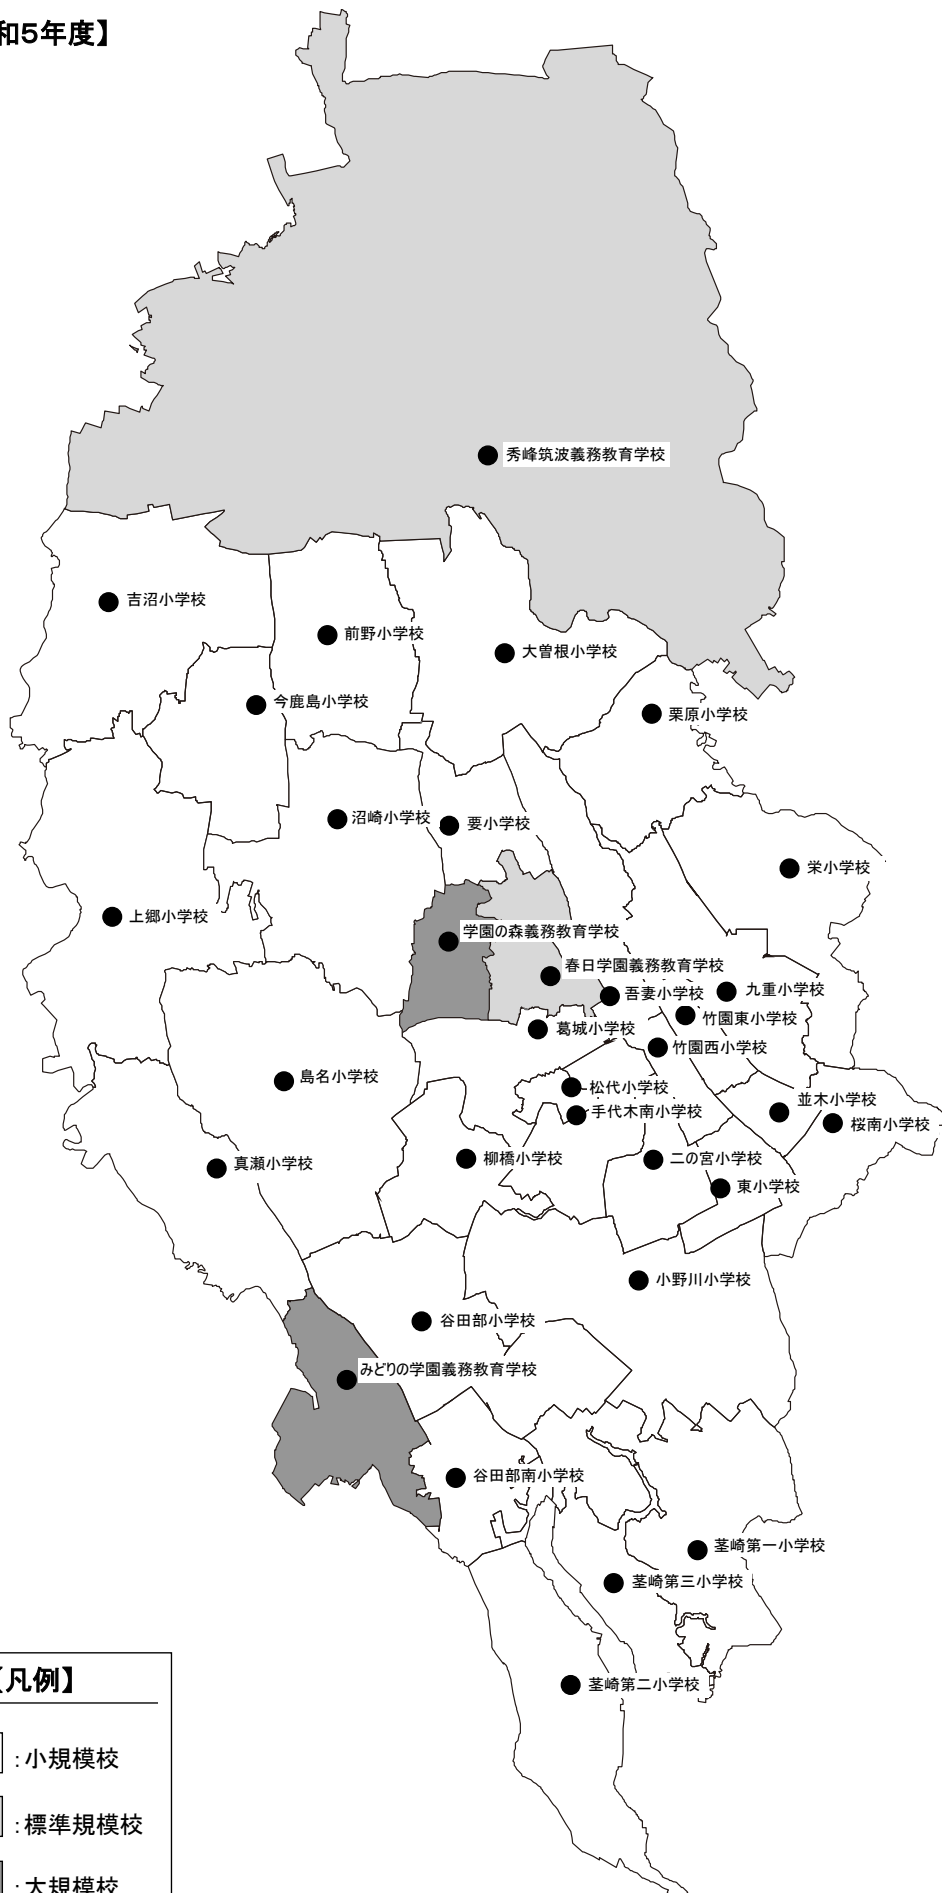 和5年度】
秀峰筑波義務教育学校
吉沼小学校
前野小学校
大曽根小学校
今鹿島小学校
栗原小学校
沼崎小学校
要小学校
栄小学校
上郷小学校
学園の森義務教育学校
春日学園義務教育学校
九重小学校
吾妻小学校
竹園東小学校
葛城小学校
竹園西小学校
島名小学校
松代小学校
並木小学校
手代木南小学校
桜南小学校
柳橋小学校
二の宮小学校
真瀬小学校
東小学校
小野川小学校
谷田部小学校
みどりの学園義務教育学校
谷田部南小学校
茎崎第一小学校
茎崎第三小学校
茎崎第二小学校
【凡例】
：小規模校
：標準規模校
：大規模校